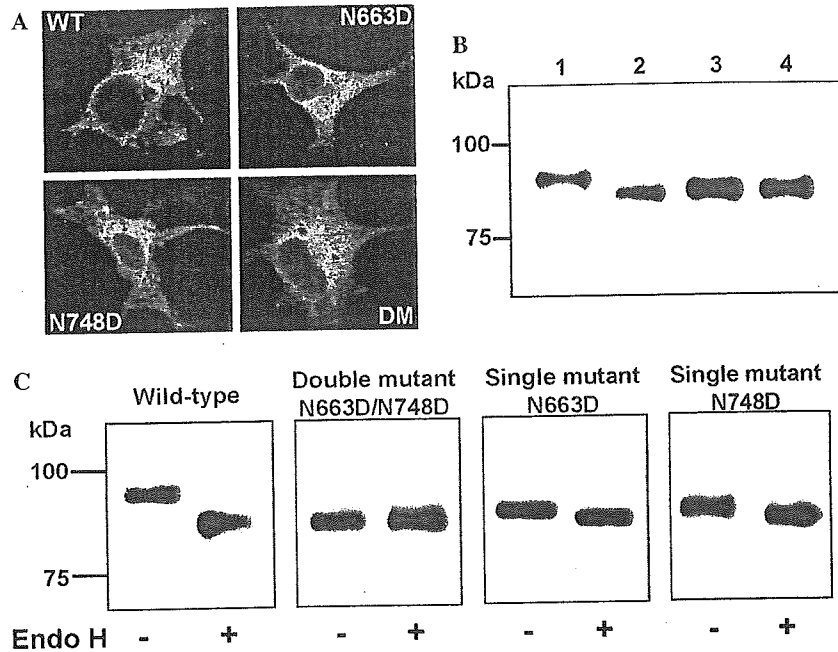 A
WT
N663D
N748D
DM
B
kDa
1 2 3 4
100
75
C
Wild-type
Double mutant
N663D/N748D
Single mutant
N663D
Single mutant
N748D
kDa
100
75
Endo H - + - + - + - +